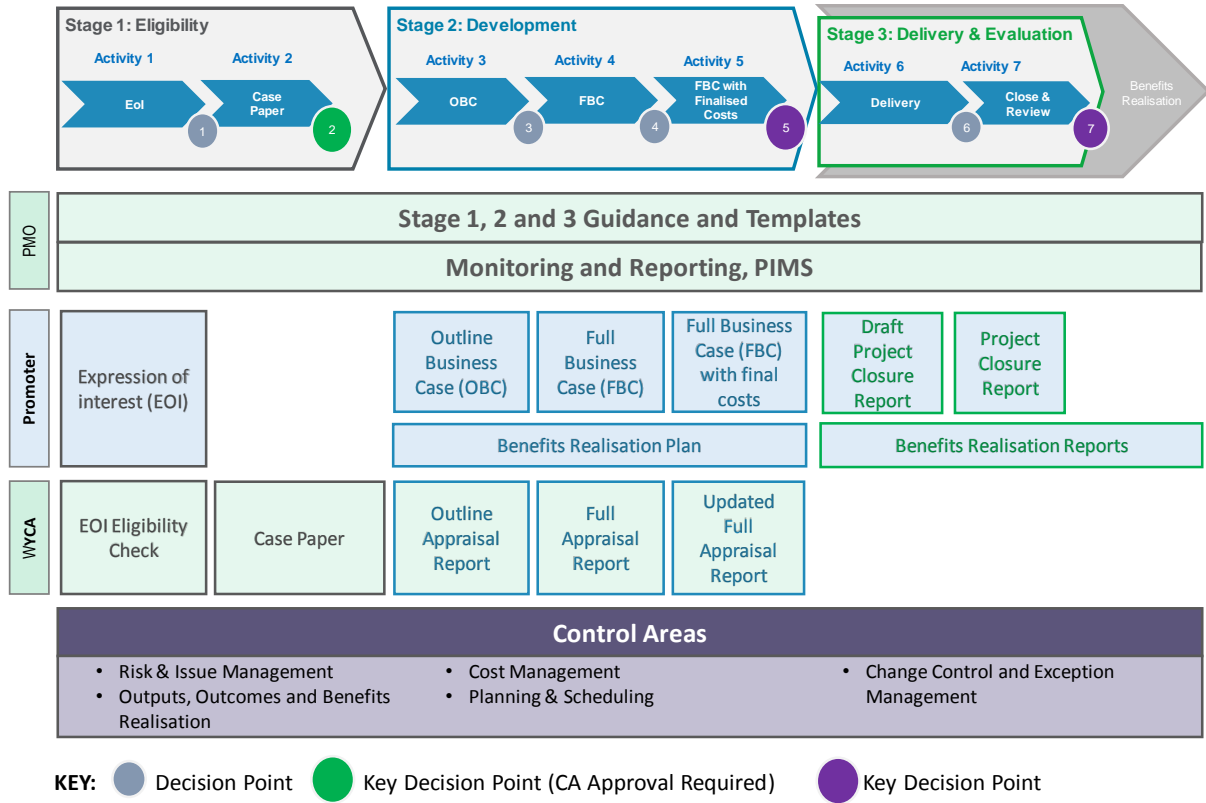 Stage 1: Eligibility
Activity 1
Activity 2
EoI
Case
Paper
1
2
Stage 2: Development
Activity 3
Activity 4
Activity 5
OBC
FBC
FBC with
Finalised
Costs
3
4
5
Stage 3: Delivery & Evaluation
Activity 6
Activity 7
Delivery
Close &
Review
6
7
Benefits
Realisation
PMO
Stage 1, 2 and 3 Guidance and Templates
Monitoring and Reporting, PIMS
Promoter
Expression of
interest (EOI)
Outline
Business
Case (OBC)
Full
Business
Case (FBC)
Full Business
Case (FBC)
with final
costs
Draft
Project
Closure
Report
Project
Closure
Report
Benefits Realisation Plan
Benefits Realisation Reports
WYCA
EOI Eligibility
Check
Case Paper
Outline
Appraisal
Report
Full
Appraisal
Report
Updated
Full
Appraisal
Report
Control Areas
• Risk & Issue Management
• Outputs, Outcomes and Benefits
Realisation
• Cost Management
• Planning & Scheduling
• Change Control and Exception
Management
KEY:
Decision Point
Key Decision Point (CA Approval Required)
Key Decision Point